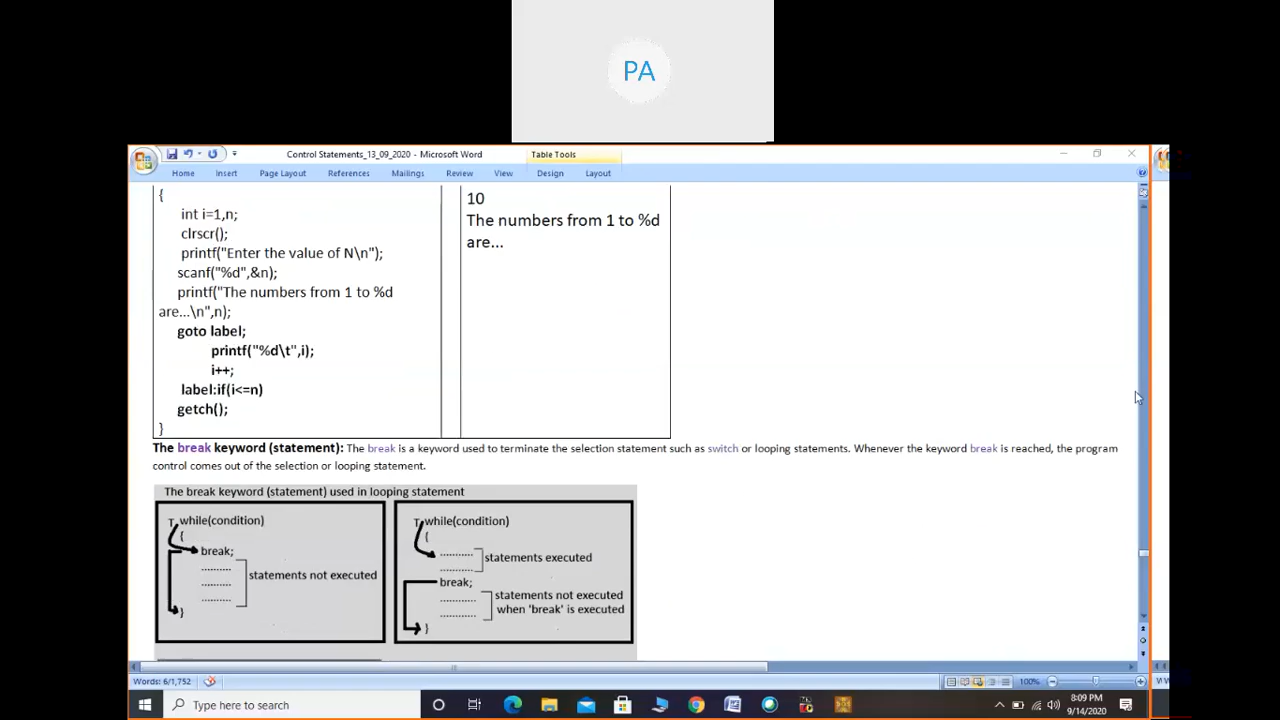 PA
Control Statements_13_09_2020 - Microsoft Word
Table Tools
Home Insert Page Layout References Mailings Review View Design Layout
{
int i=1,n;
clrscr();
printf("Enter the value of N\n");
scanf("%d",&n);
printf("The numbers from 1 to %d
are...\n",n);
goto label;
printf("%d\t",i);
i++;
label:if(i<=n)
getch();
}
10
The numbers from 1 to %d
are...
The break keyword (statement): The break is a keyword used to terminate the selection statement such as switch or looping statements. Whenever the keyword break is reached, the program
control comes out of the selection or looping statement.
The break keyword (statement) used in looping statement
T while(condition)
{
break;
..........
..........
..........
statements not executed
}
T while(condition)
{
...........
...........
statements executed
break;
...........
...........
statements not executed
when 'break' is executed
}
Words: 6/1,752
100%
Type here to search
8:09 PM
9/14/2020